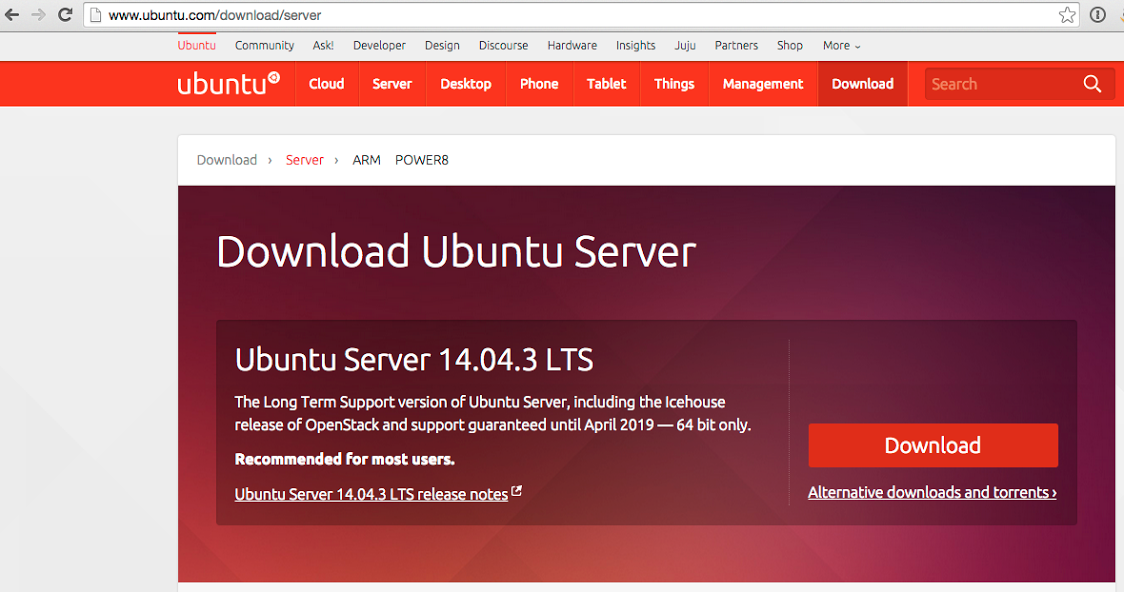 www.ubuntu.com/download/server
Ubuntu Community Ask! Developer Design Discourse Hardware Insights Juju Partners Shop More
ubuntu Cloud Server Desktop Phone Tablet Things Management Download Search
Download › Server › ARM POWER8
Download Ubuntu Server
Ubuntu Server 14.04.3 LTS
The Long Term Support version of Ubuntu Server, including the Icehouse
release of OpenStack and support guaranteed until April 2019 — 64 bit only.
Recommended for most users.
Download
Ubuntu Server 14.04.3 LTS release notes
Alternative downloads and torrents ›